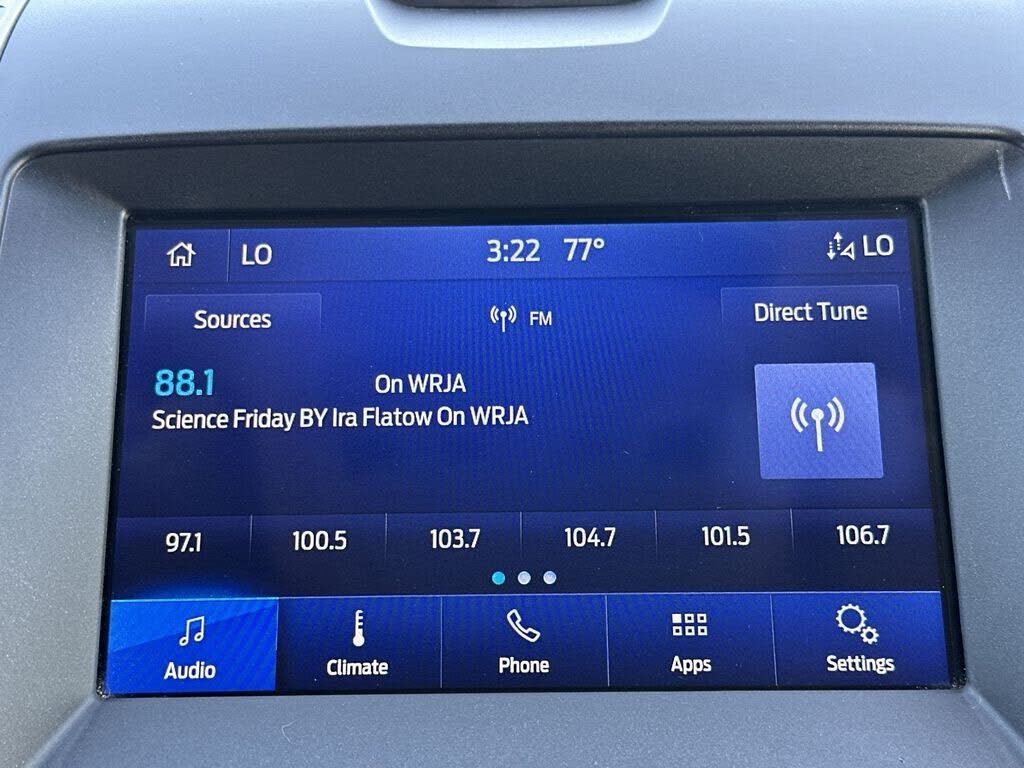 LO 3:22 77° LO
Sources FM Direct Tune
88.1 On WRJA
Science Friday BY Ira Flatow On WRJA
97.1 100.5 103.7 104.7 101.5 106.7
Audio Climate Phone Apps Settings